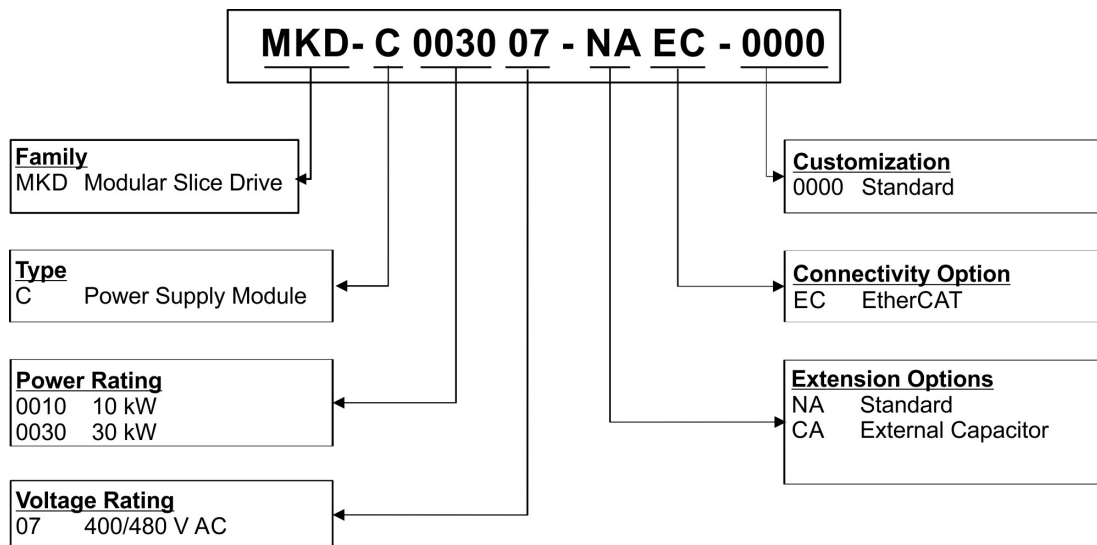 MKD- C 0030 07 - NA EC - 0000
Family
MKD Modular Slice Drive
Type
C Power Supply Module
Power Rating
0010 10 kW
0030 30 kW
Voltage Rating
07 400/480 V AC
Customization
0000 Standard
Connectivity Option
EC EtherCAT
Extension Options
NA Standard
CA External Capacitor